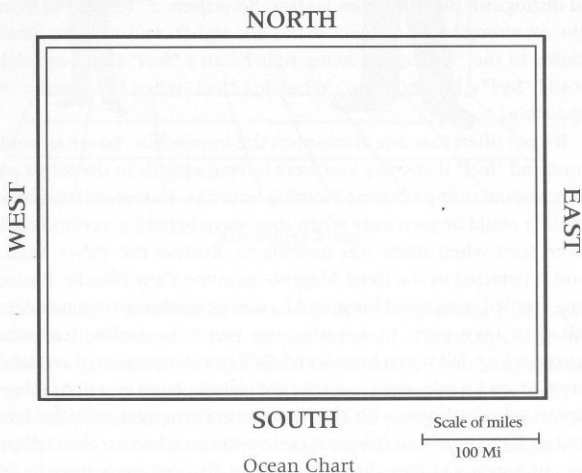 NORTH
WEST
EAST
SOUTH
Scale of miles
100 Mi
Ocean Chart